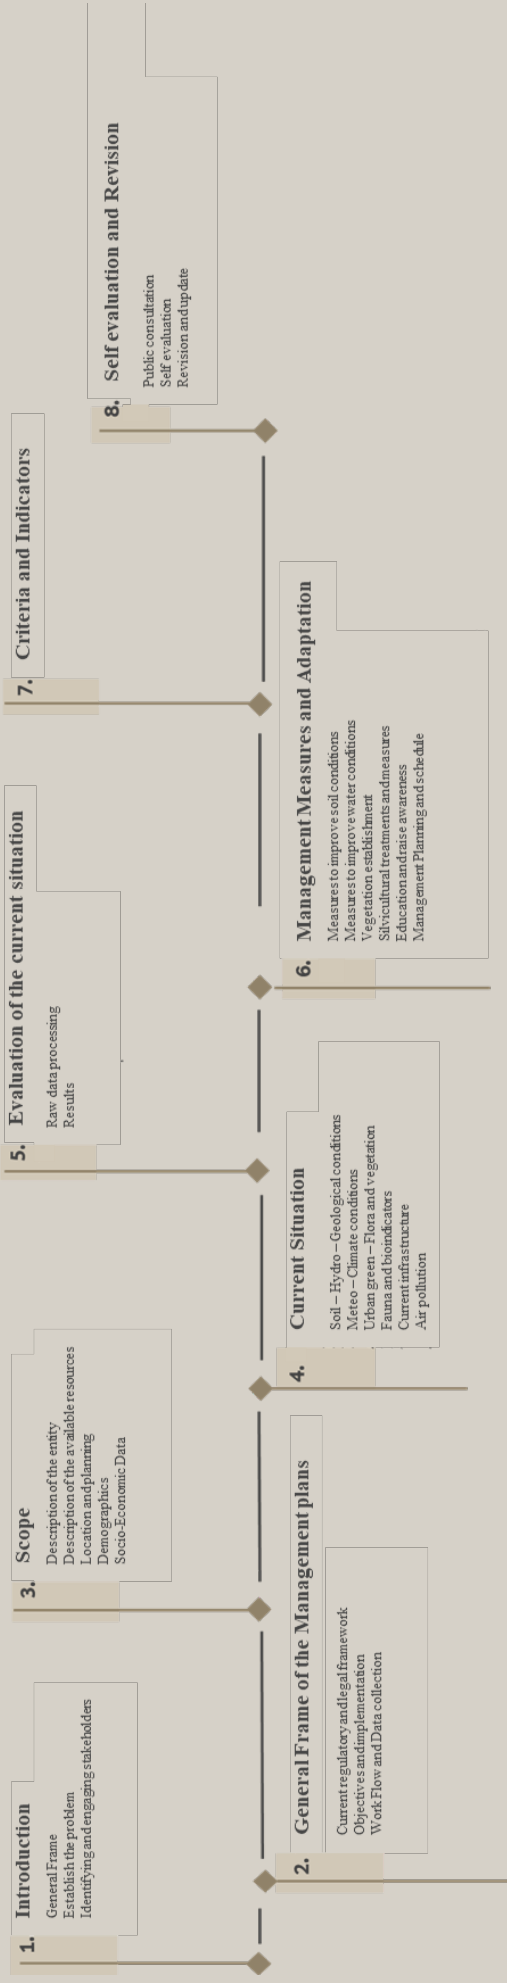 1.
Introduction
General Frame
Establish the problem
Identifying and engaging stakeholders
2.
General Frame of the Management plans
Current regulatory and legal framework
Objectives and implementation
Work Flow and Data collection
3.
Scope
Description of the entity
Description of the available resources
Location and planning
Demographics
Socio-Economic Data
4.
Current Situation
Soil – Hydro – Geological conditions
Meteo – Climate conditions
Urban green – Flora and vegetation
Fauna and bioindicators
Current infrastructure
Air pollution
5.
Evaluation of the current situation
Raw data processing
Results
6.
Management Measures and Adaptation
Measures to improve soil conditions
Measures to improve water conditions
Vegetation establishment
Silvicultural treatments and measures
Education and raise awareness
Management Planning and schedule
7.
Criteria and Indicators
8.
Self evaluation and Revision
Public consultation
Self evaluation
Revision and update